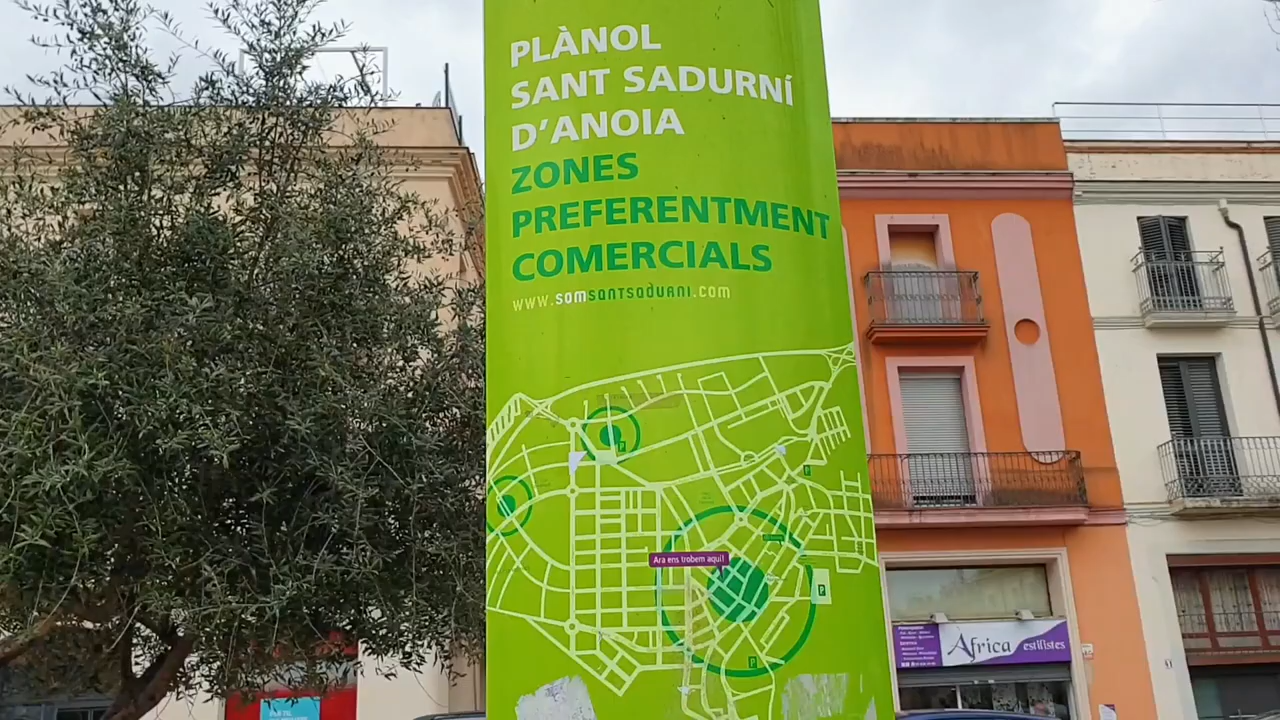 PLÀNOL
SANT SADURNÍ
D'ANOIA
ZONES
PREFERENTMENT
COMERCIALS
www.somsantsadurni.com
Ara ens trobem aquí!
P
P
P
P
Africa estilistes